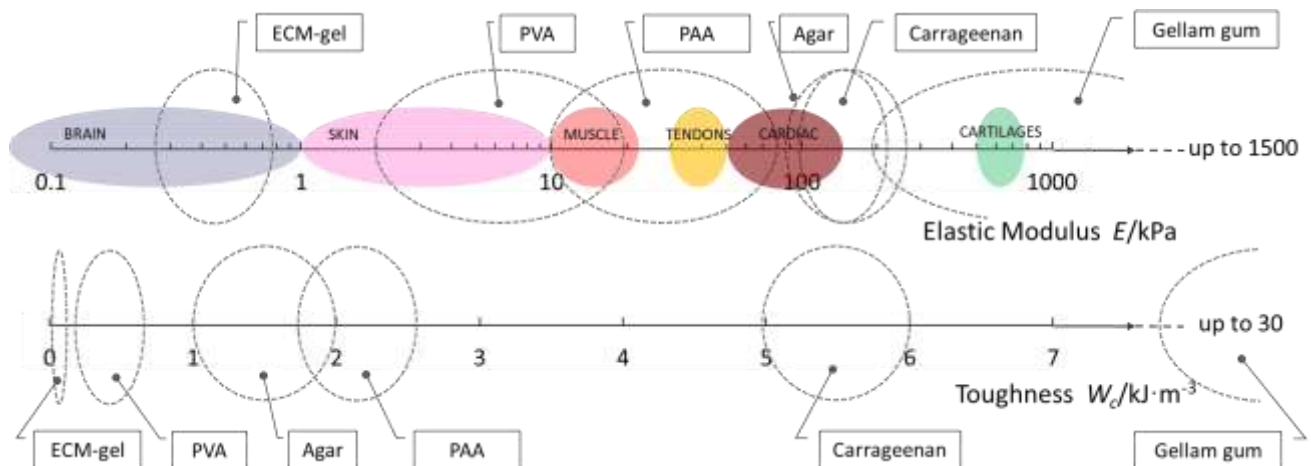 ECM-gel
PVA
PAA
Agar
Carrageenan
Gellam gum
BRAIN
SKIN
MUSCLE
TENDONS
CARDIAC
CARTILAGES
up to 1500
0.1
1
10
100
1000
Elastic Modulus E/kPa
up to 30
0
1
2
3
4
5
6
7
Toughness Wc/kJ·m-3
ECM-gel
PVA
Agar
PAA
Carrageenan
Gellam gum